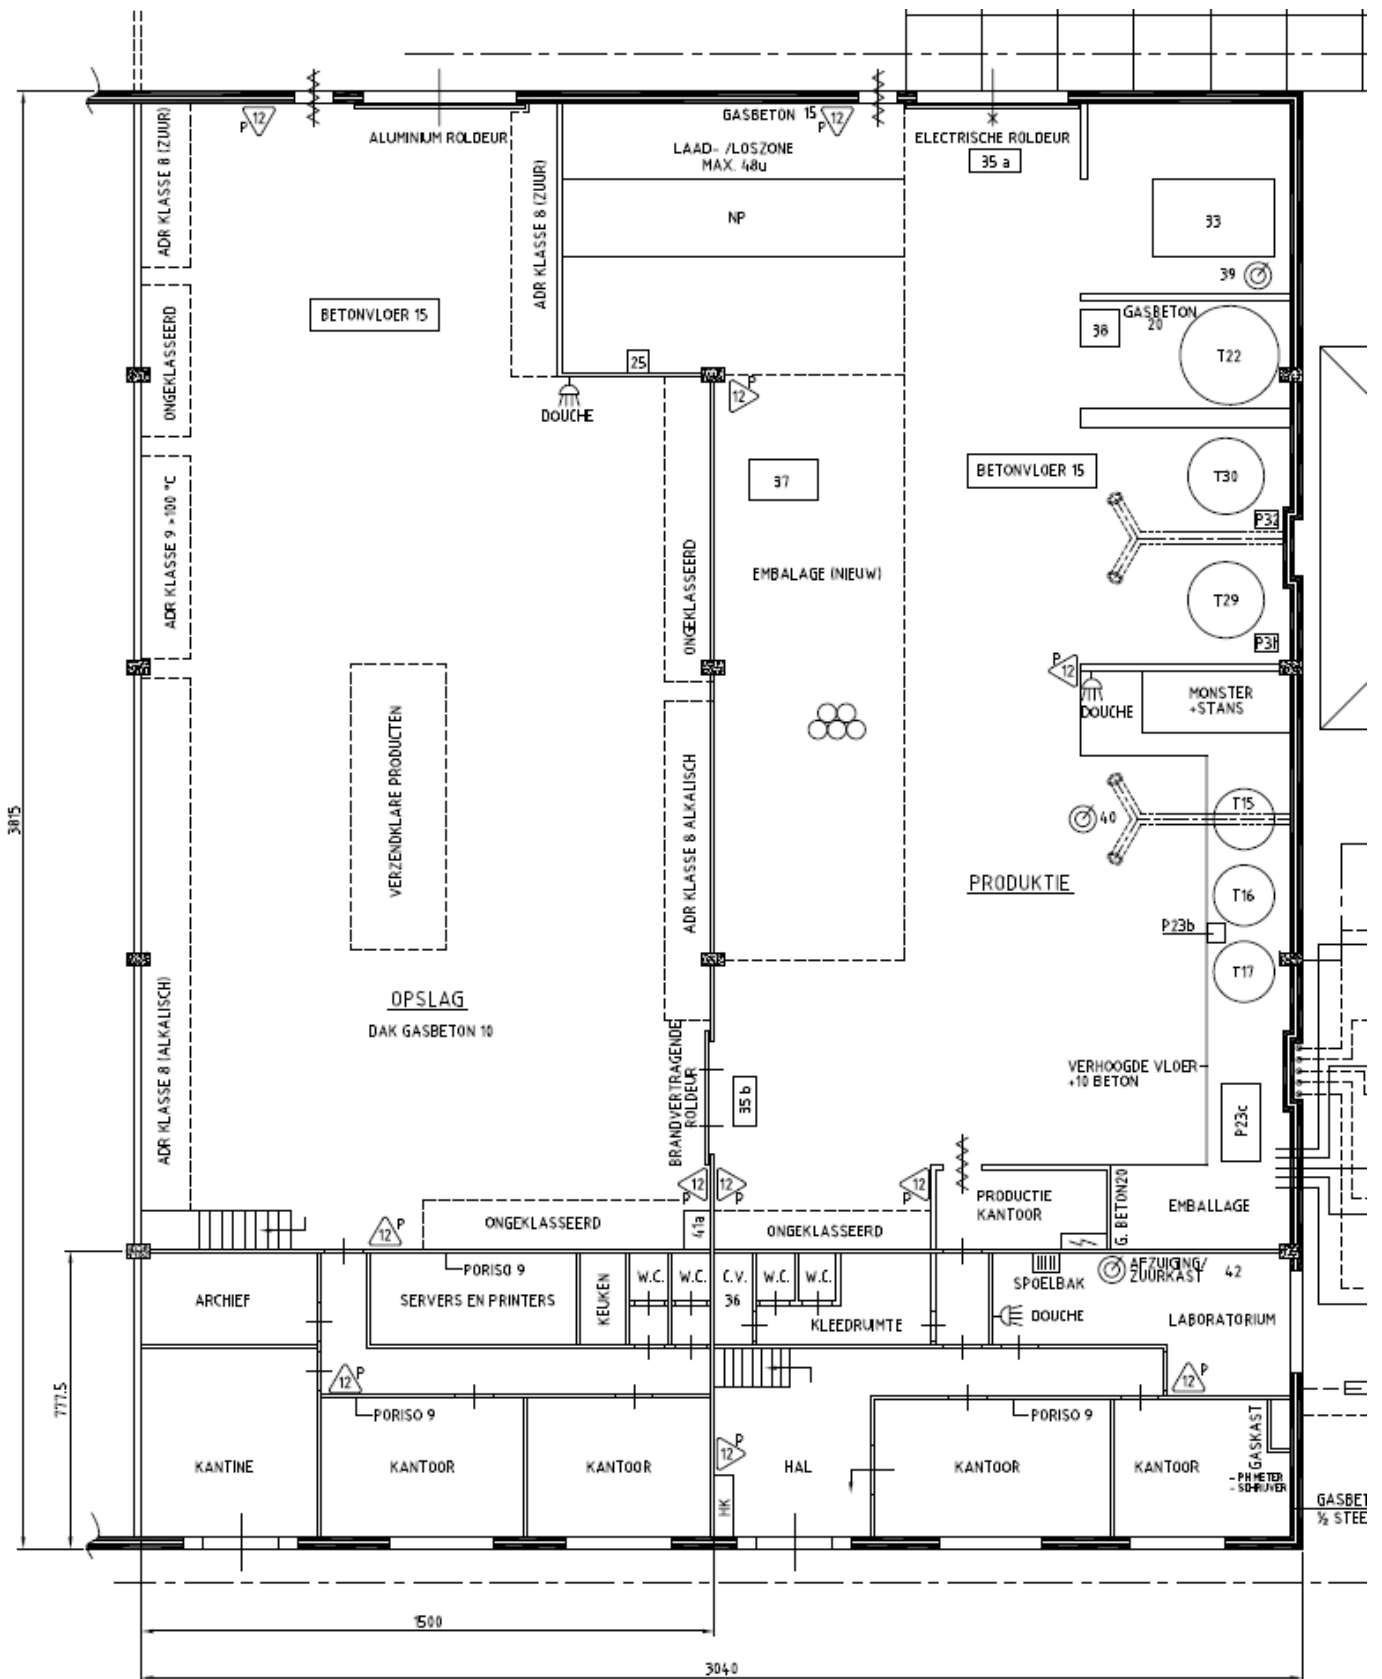 ADR KLASSE 8 (ZUUR)
12
P
ALUMINIUM ROLDEUR
ADR KLASSE 8 (ZUUR)
GASBETON 15
12
P
LAAD- /LOSZONE
MAX. 48u
NP
ELECTRISCHE ROLDEUR
35 a
33
39
ONGEKLASSEERD
BETONVLOER 15
25
DOUCHE
12
P
38
GASBETON
20
T22
ADR KLASSE 9 >100 °C
ONGEKLASSEERD
37
BETONVLOER 15
T30
P32
EMBALAGE (NIEUW)
T29
12
P
DOUCHE
MONSTER
+STANS
VERZENDKLARE PRODUCTEN
ADR KLASSE 8 ALKALISCH
3815
40
T15
PRODUKTIE
T16
P23b
T17
ADR KLASSE 8 (ALKALISCH)
OPSLAG
DAK GASBETON 10
BRANDVERTRAGENDE
ROLDEUR
35 b
VERHOOGDE VLOER
+10 BETON
P23c
12
P
12
P
12
P
PRODUCTIE
KANTOOR
G. BETON20
EMBALLAGE
12
P
ONGEKLASSEERD
41a
ONGEKLASSEERD
ARCHIEF
PORISO 9
SERVERS EN PRINTERS
KEUKEN
W.C.
W.C.
C.V.
36
W.C.
W.C.
KLEEDRUIMTE
SPOELBAK
AFZUIGING/
ZUURKAST
42
DOUCHE
LABORATORIUM
777.5
12
P
12
P
PORISO 9
PORISO 9
KANTINE
KANTOOR
KANTOOR
12
P
HK
HAL
KANTOOR
KANTOOR
GASKAST
- PH METER
- SCHRIJVER
GASBET
½ STEE
1500
3040